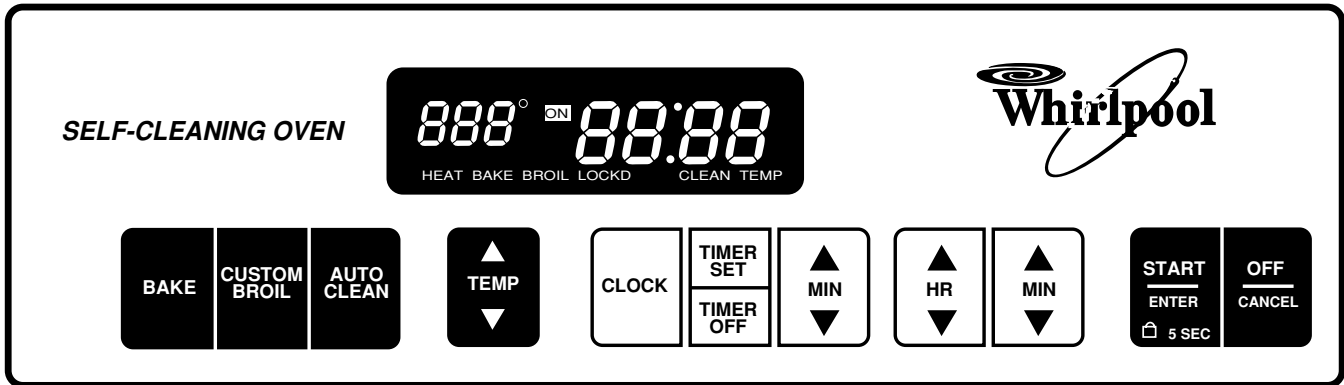 SELF-CLEANING OVEN
888° ON 88:88
HEAT BAKE BROIL LOCKD CLEAN TEMP
Whirlpool
BAKE
CUSTOM
BROIL
AUTO
CLEAN
TEMP
CLOCK
TIMER
SET
TIMER
OFF
MIN
HR
MIN
START
ENTER
5 SEC
OFF
CANCEL